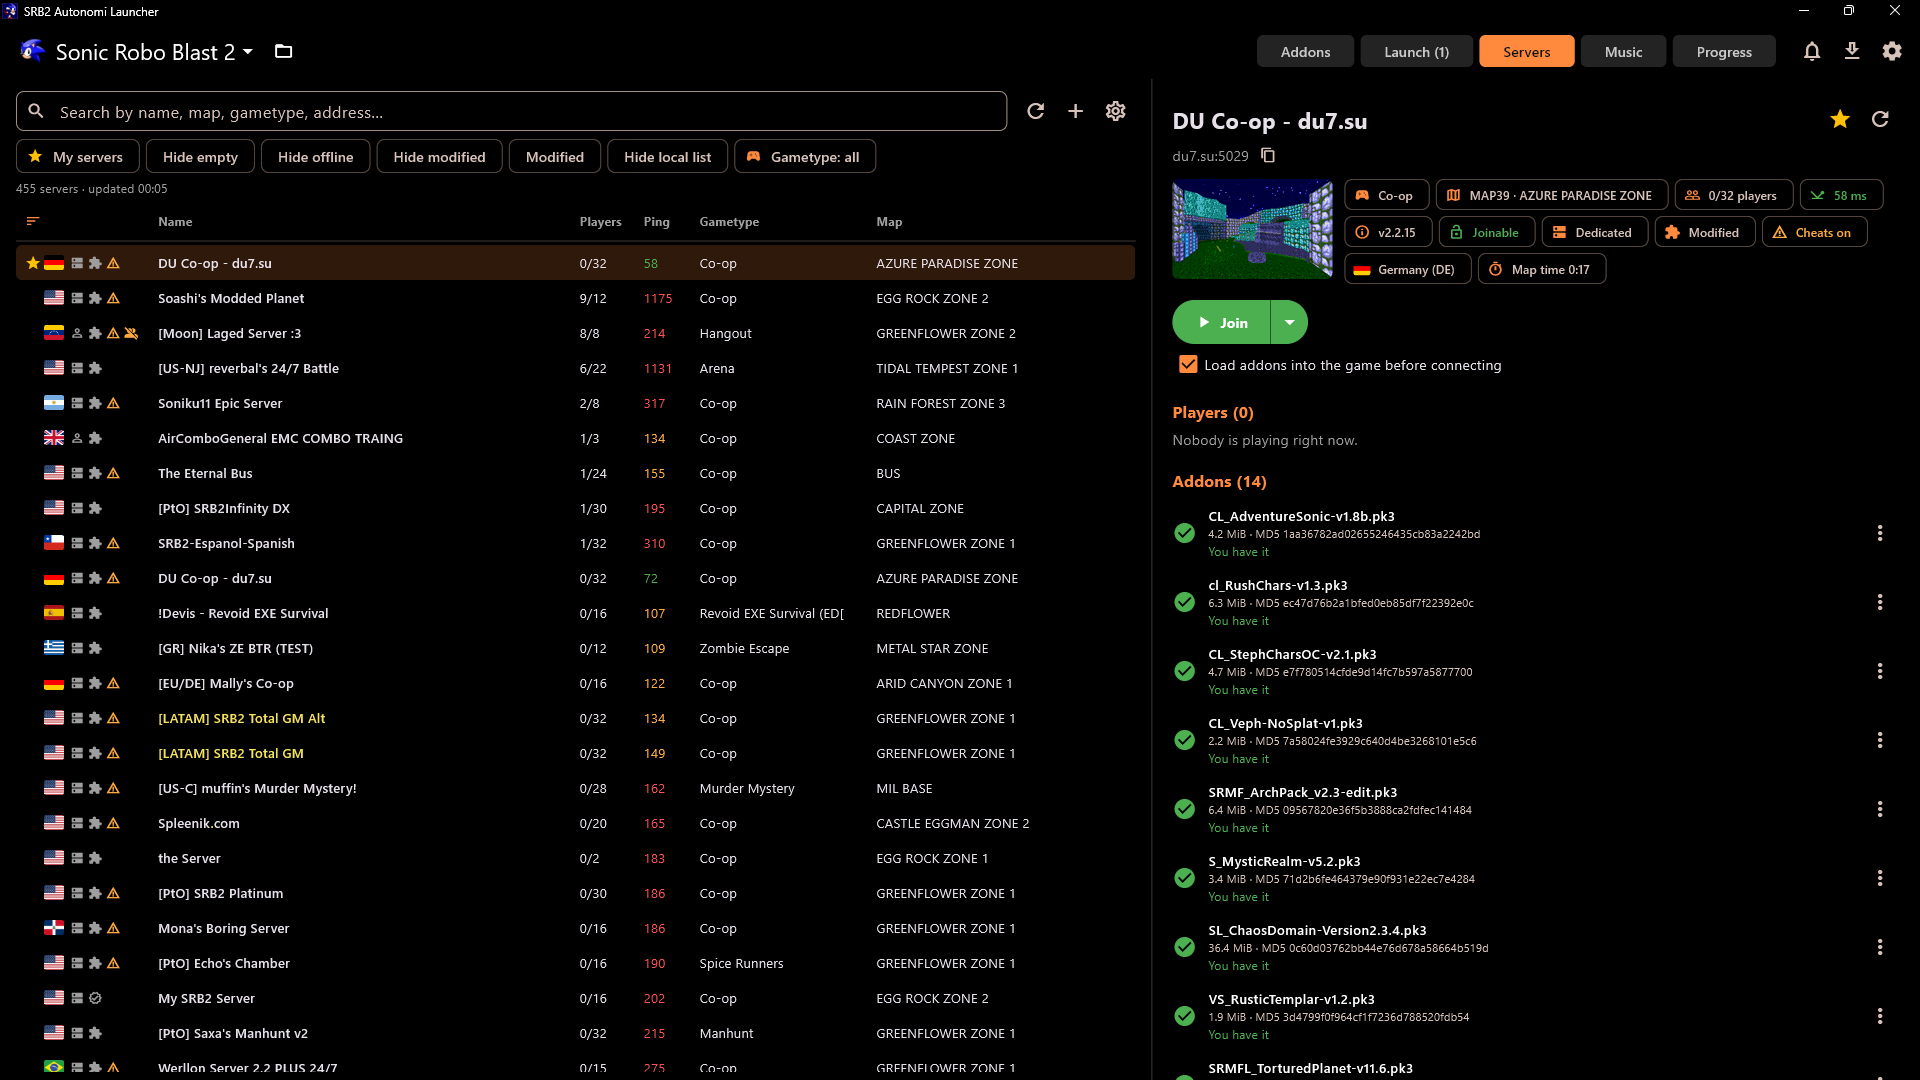 SRB2 Autonomi Launcher
Sonic Robo Blast 2
Addons
Launch (1)
Servers
Music
Progress
Search by name, map, gametype, address...
My servers
Hide empty
Hide offline
Hide modified
Modified
Hide local list
Gametype: all
455 servers · updated 00:05
Name Players Ping Gametype Map
DU Co-op - du7.su 0/32 58 Co-op AZURE PARADISE ZONE
Soashi's Modded Planet 9/12 1175 Co-op EGG ROCK ZONE 2
[Moon] Laged Server :3 8/8 214 Hangout GREENFLOWER ZONE 2
[US-NJ] reverbal's 24/7 Battle 6/22 1131 Arena TIDAL TEMPEST ZONE 1
Soniku11 Epic Server 2/8 317 Co-op RAIN FOREST ZONE 3
AirComboGeneral EMC COMBO TRAING 1/3 134 Co-op COAST ZONE
The Eternal Bus 1/24 155 Co-op BUS
[PtO] SRB2Infinity DX 1/30 195 Co-op CAPITAL ZONE
SRB2-Espanol-Spanish 1/32 310 Co-op GREENFLOWER ZONE 1
DU Co-op - du7.su 0/32 72 Co-op AZURE PARADISE ZONE
!Devis - Revoid EXE Survival 0/16 107 Revoid EXE Survival (ED[ REDFLOWER
[GR] Nika's ZE BTR (TEST) 0/12 109 Zombie Escape METAL STAR ZONE
[EU/DE] Mally's Co-op 0/16 122 Co-op ARID CANYON ZONE 1
[LATAM] SRB2 Total GM Alt 0/32 134 Co-op GREENFLOWER ZONE 1
[LATAM] SRB2 Total GM 0/32 149 Co-op GREENFLOWER ZONE 1
[US-C] muffin's Murder Mystery! 0/28 162 Murder Mystery MIL BASE
Spleenik.com 0/20 165 Co-op CASTLE EGGMAN ZONE 2
the Server 0/2 183 Co-op EGG ROCK ZONE 1
[PtO] SRB2 Platinum 0/30 186 Co-op GREENFLOWER ZONE 1
Mona's Boring Server 0/16 186 Co-op GREENFLOWER ZONE 1
[PtO] Echo's Chamber 0/16 190 Spice Runners GREENFLOWER ZONE 1
My SRB2 Server 0/16 202 Co-op EGG ROCK ZONE 2
[PtO] Saxa's Manhunt v2 0/32 215 Manhunt GREENFLOWER ZONE 1
Werllon Server 2.2 PLUS 24/7 0/15 275 Co-op GREENFLOWER ZONE 1
DU Co-op - du7.su
du7.su:5029
Co-op
MAP39 · AZURE PARADISE ZONE
0/32 players
58 ms
v2.2.15
Joinable
Dedicated
Modified
Cheats on
Germany (DE)
Map time 0:17
Join
Load addons into the game before connecting
Players (0)
Nobody is playing right now.
Addons (14)
CL_AdventureSonic-v1.8b.pk3
4.2 MiB · MD5 1aa36782ad02655246435cb83a2242bd
You have it
cl_RushChars-v1.3.pk3
6.3 MiB · MD5 ec47d76b2a1bfed0eb85df7f22392e0c
You have it
CL_StephCharsOC-v2.1.pk3
4.7 MiB · MD5 e7f780514cfde9d14fc7b597a5877700
You have it
CL_Veph-NoSplat-v1.pk3
2.2 MiB · MD5 7a58024fe3929c640d4be3268101e5c6
You have it
SRMF_ArchPack_v2.3-edit.pk3
6.4 MiB · MD5 09567820e36f5b3888ca2fdfec141484
You have it
S_MysticRealm-v5.2.pk3
3.4 MiB · MD5 71d2b6fe464379e90f931e22ec7e4284
You have it
SL_ChaosDomain-Version2.3.4.pk3
36.4 MiB · MD5 0c60d03762bb44e76d678a58664b519d
You have it
VS_RusticTemplar-v1.2.pk3
1.9 MiB · MD5 3d4799f0f964cf1f7236d788520fdb54
You have it
SRMFL_TorturedPlanet-v11.6.pk3